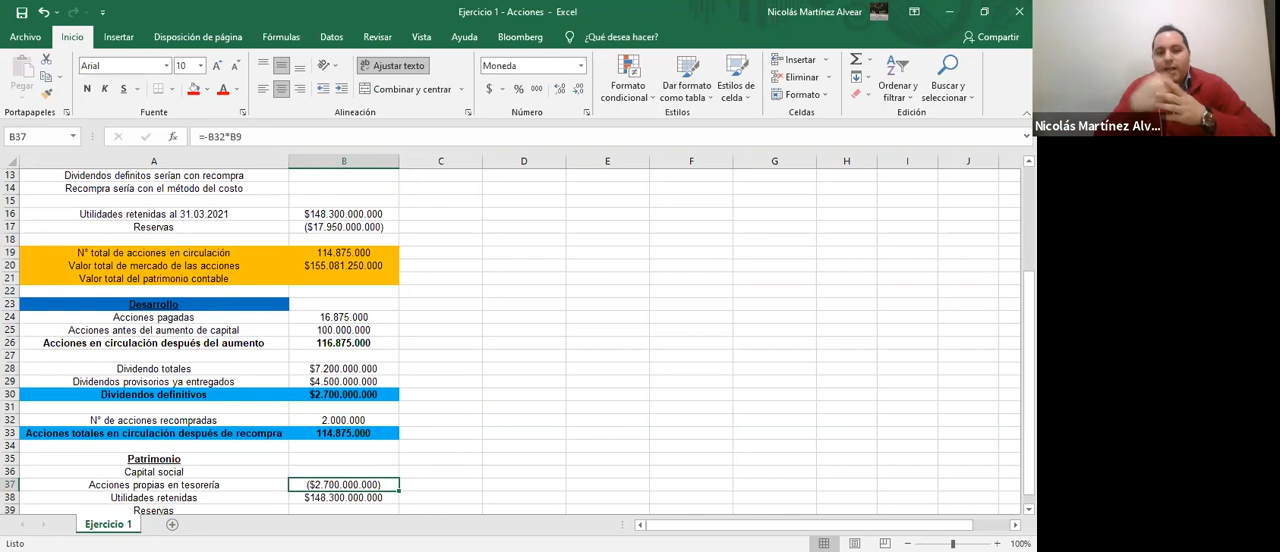 Ejercicio 1 - Acciones - Excel
Nicolás Martínez Alvear
Archivo Inicio Insertar Disposición de página Fórmulas Datos Revisar Vista Ayuda Bloomberg ¿Qué desea hacer? Compartir
Pegar
Arial 10
N K S
Ajustar texto
Combinar y centrar
Moneda
$ % 000
Formato condicional
Dar formato como tabla
Estilos de celda
Insertar
Eliminar
Formato
Ordenar y filtrar
Buscar y seleccionar
Portapapeles Fuente Alineación Número Estilos Celdas Edición
B37 fx =-B32*B9
A B C D E F G H I J
13 Dividendos definitos serían con recompra
14 Recompra sería con el método del costo
15
16 Utilidades retenidas al 31.03.2021 $148.300.000.000
17 Reservas ($17.950.000.000)
18
19 N° total de acciones en circulación 114.875.000
20 Valor total de mercado de las acciones $155.081.250.000
21 Valor total del patrimonio contable
22
23 Desarrollo
24 Acciones pagadas 16.875.000
25 Acciones antes del aumento de capital 100.000.000
26 Acciones en circulación después del aumento 116.875.000
27
28 Dividendo totales $7.200.000.000
29 Dividendos provisorios ya entregados $4.500.000.000
30 Dividendos definitivos $2.700.000.000
31
32 N° de acciones recompradas 2.000.000
33 Acciones totales en circulación después de recompra 114.875.000
34
35 Patrimonio
36 Capital social
37 Acciones propias en tesorería ($2.700.000.000)
38 Utilidades retenidas $148.300.000.000
39 Reservas
Ejercicio 1
Listo
100%
Nicolás Martínez Alv...